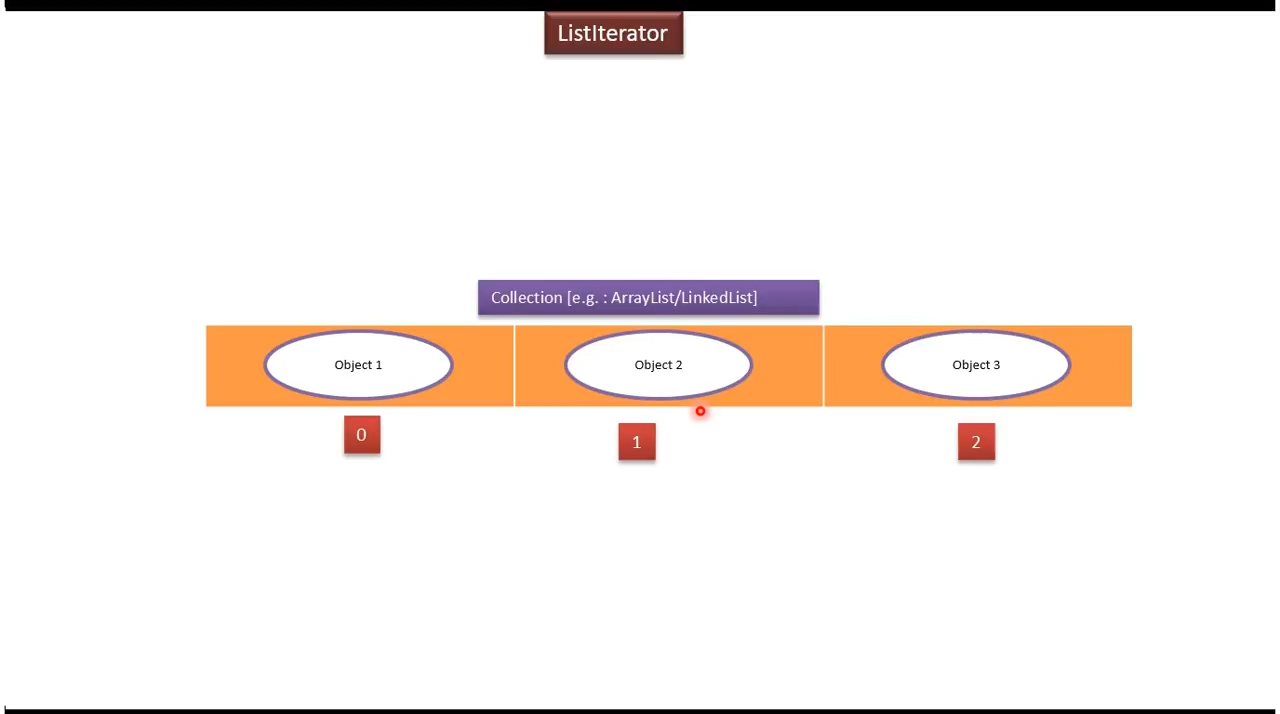 ListIterator
Collection [e.g. : ArrayList/LinkedList]
Object 1
Object 2
Object 3
0
1
2